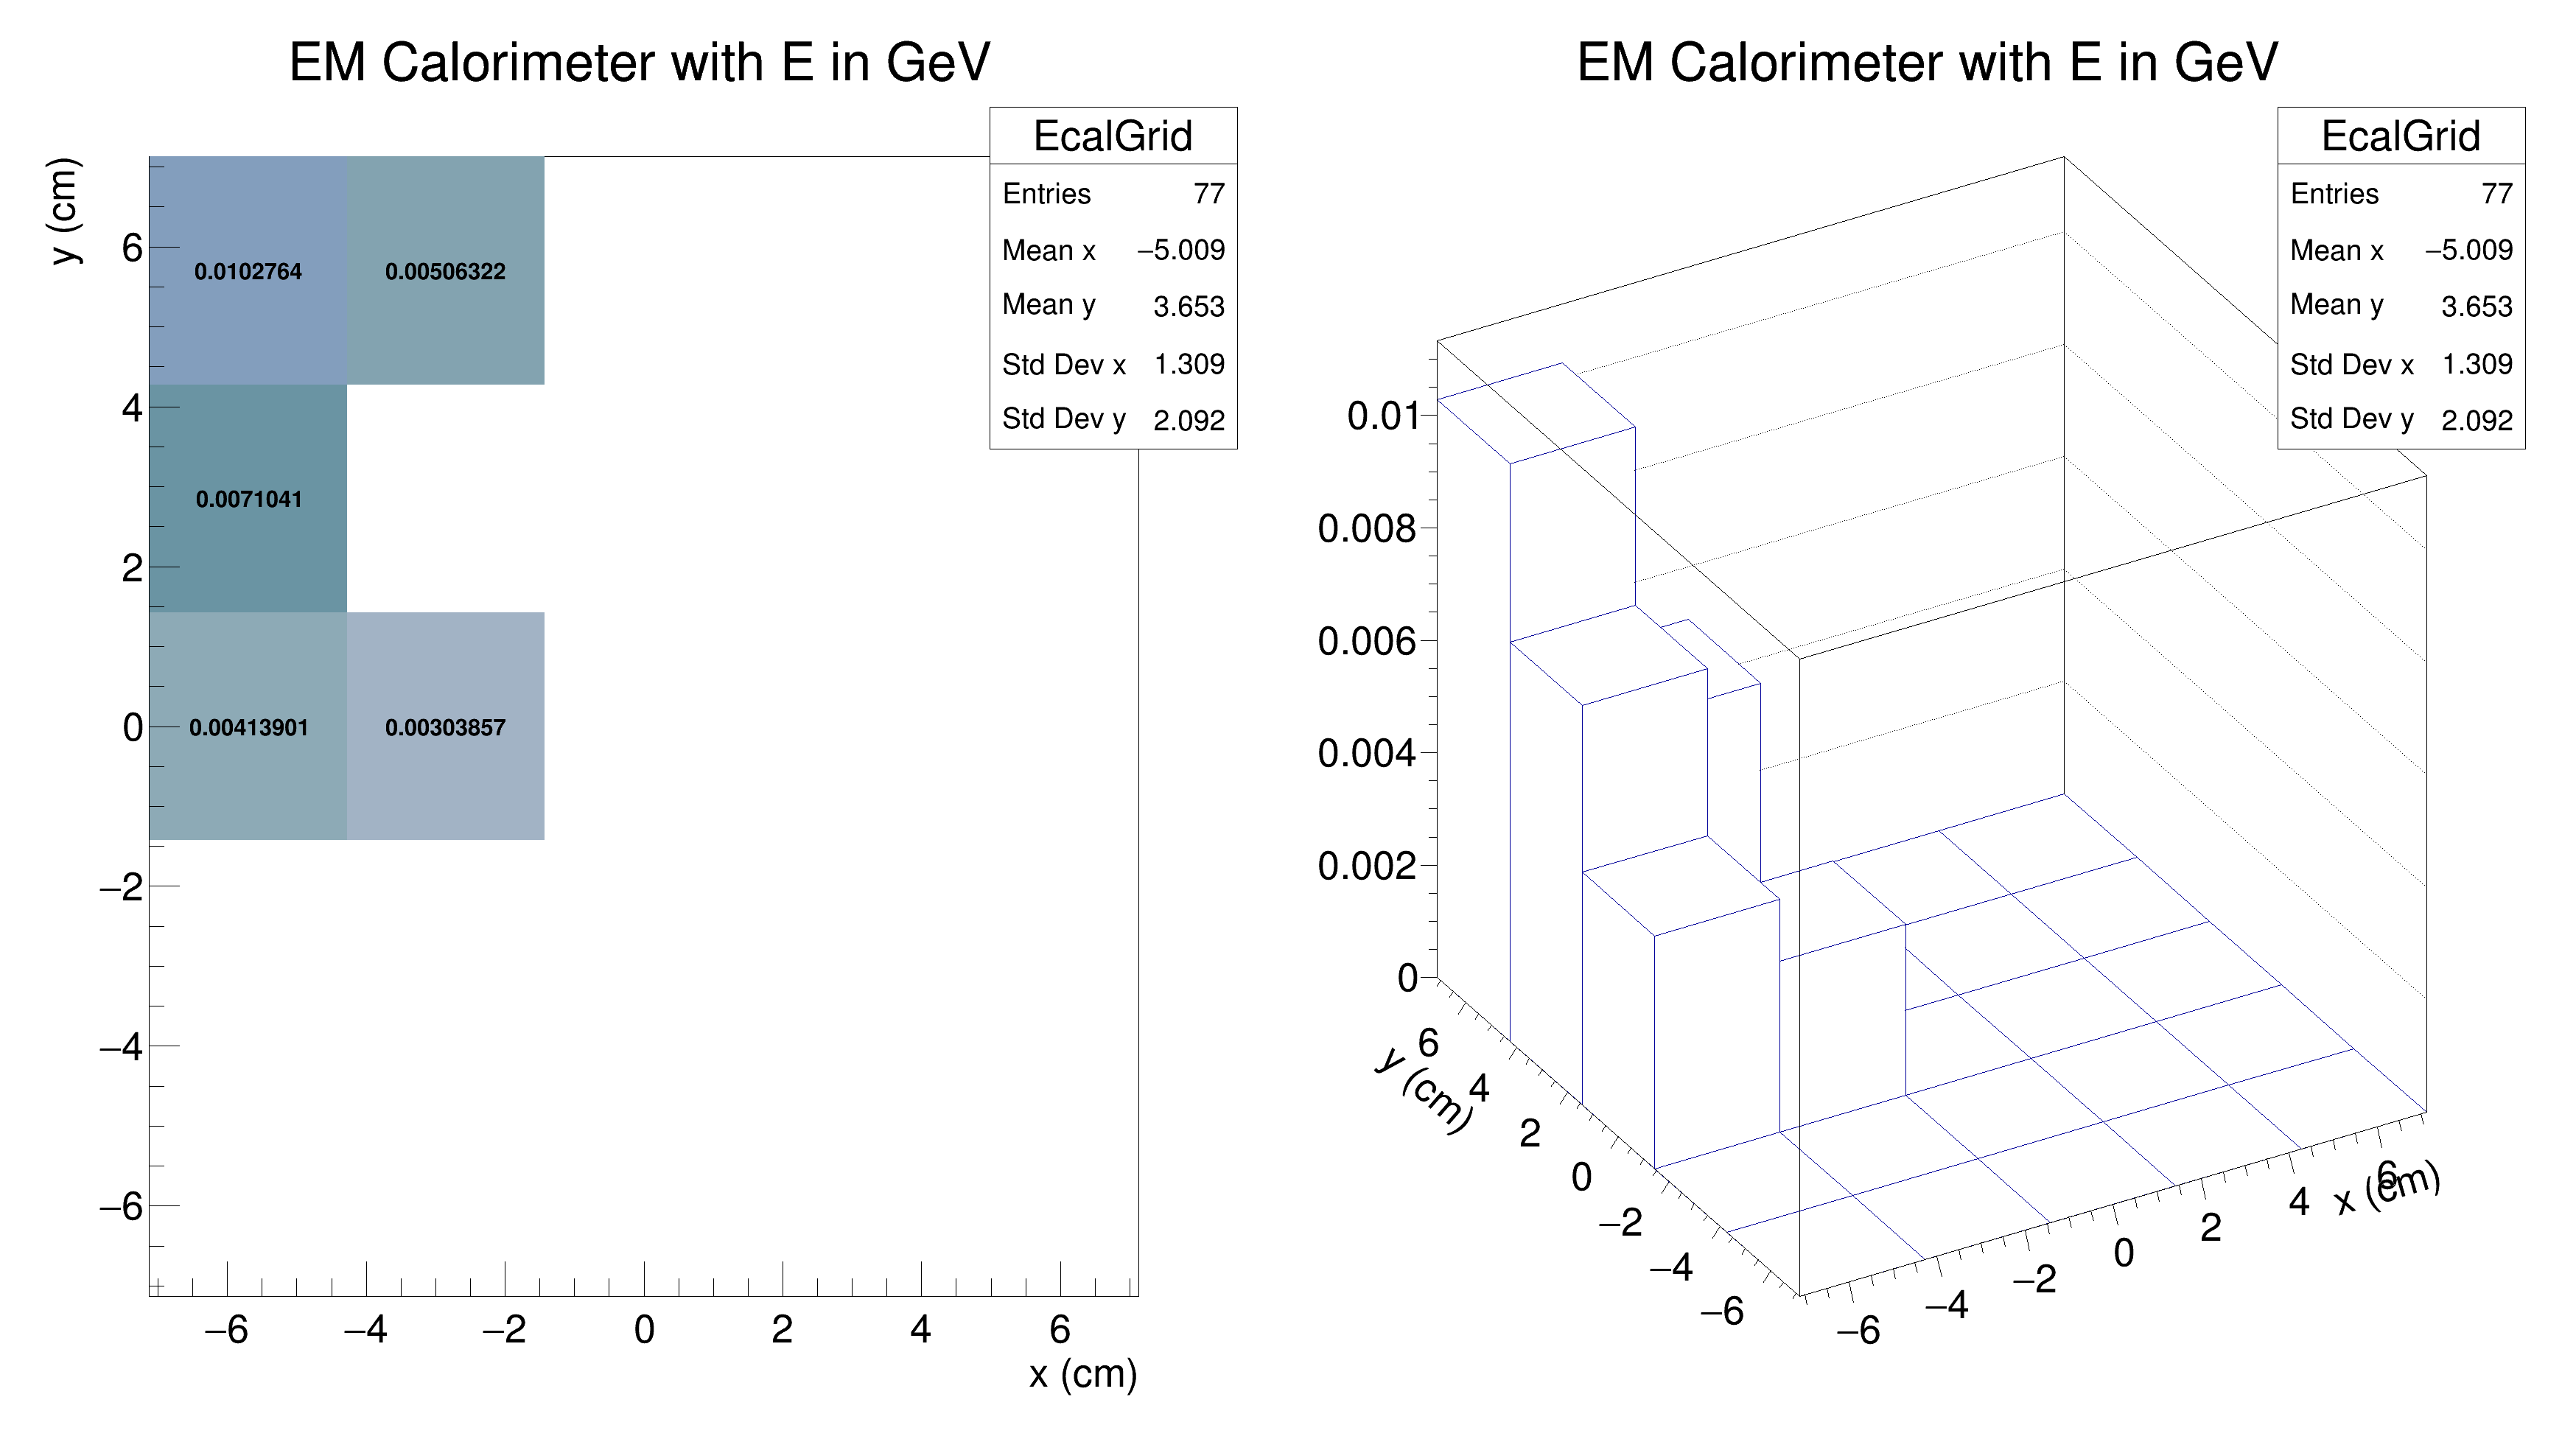 EM Calorimeter with E in GeV
EcalGrid
Entries 77
Mean x −5.009
Mean y 3.653
Std Dev x 1.309
Std Dev y 2.092
y (cm)
6
4
2
0
−2
−4
−6
0.0102764 0.00506322
0.0071041
0.00413901 0.00303857
−6 −4 −2 0 2 4 6
x (cm)
EM Calorimeter with E in GeV
EcalGrid
Entries 77
Mean x −5.009
Mean y 3.653
Std Dev x 1.309
Std Dev y 2.092
0.01
0.008
0.006
0.004
0.002
0
6
4
2
0
−2
−4
−6
y (cm)
−6
−4
−2
0
2
4
6
x (cm)